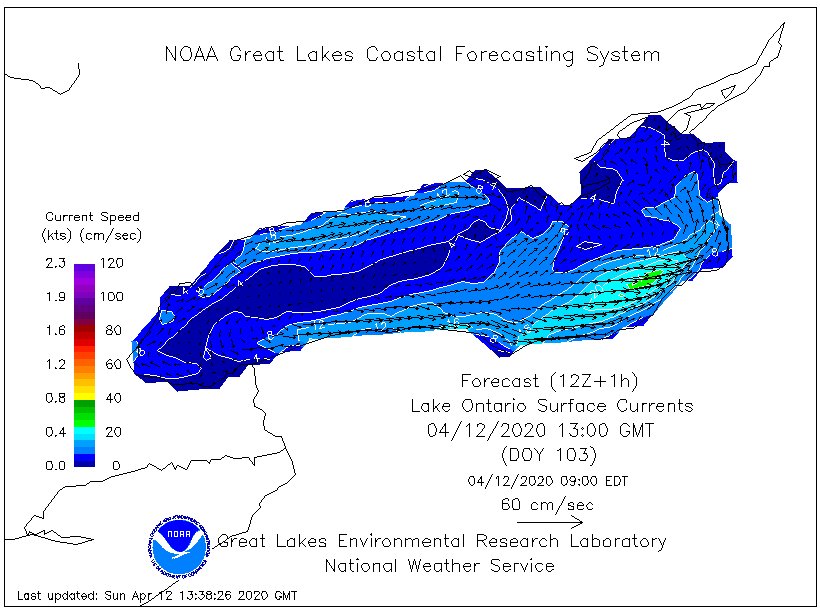 NOAA Great Lakes Coastal Forecasting System
Current Speed
(kts) (cm/sec)
2.3 120
1.9 100
1.6 80
1.2 60
0.8 40
0.4 20
0.0 0
Forecast (12Z+1h)
Lake Ontario Surface Currents
04/12/2020 13:00 GMT
(DOY 103)
04/12/2020 09:00 EDT
60 cm/sec
NOAA
Great Lakes Environmental Research Laboratory
National Weather Service
Last updated: Sun Apr 12 13:38:26 2020 GMT